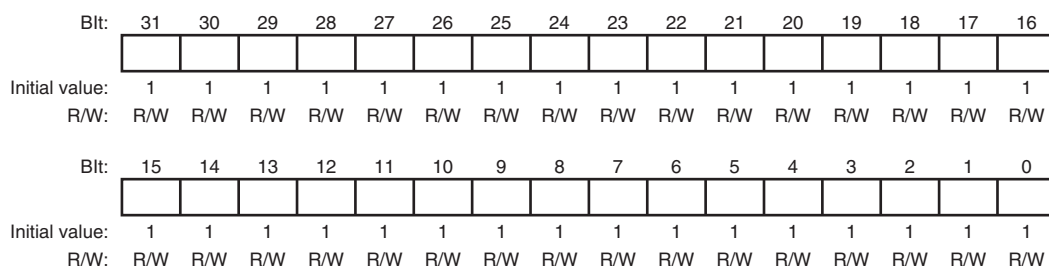 BIt: 31 30 29 28 27 26 25 24 23 22 21 20 19 18 17 16
Initial value: 1 1 1 1 1 1 1 1 1 1 1 1 1 1 1 1
R/W: R/W R/W R/W R/W R/W R/W R/W R/W R/W R/W R/W R/W R/W R/W R/W R/W
BIt: 15 14 13 12 11 10 9 8 7 6 5 4 3 2 1 0
Initial value: 1 1 1 1 1 1 1 1 1 1 1 1 1 1 1 1
R/W: R/W R/W R/W R/W R/W R/W R/W R/W R/W R/W R/W R/W R/W R/W R/W R/W